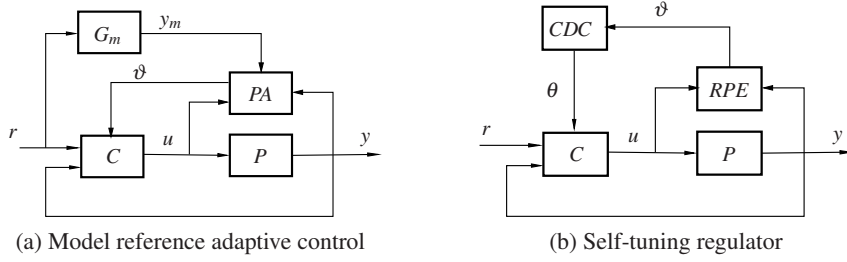 G_m
y_m
ϑ
PA
r
C
u
P
y
(a) Model reference adaptive control
CDC
ϑ
θ
RPE
r
C
u
P
y
(b) Self-tuning regulator